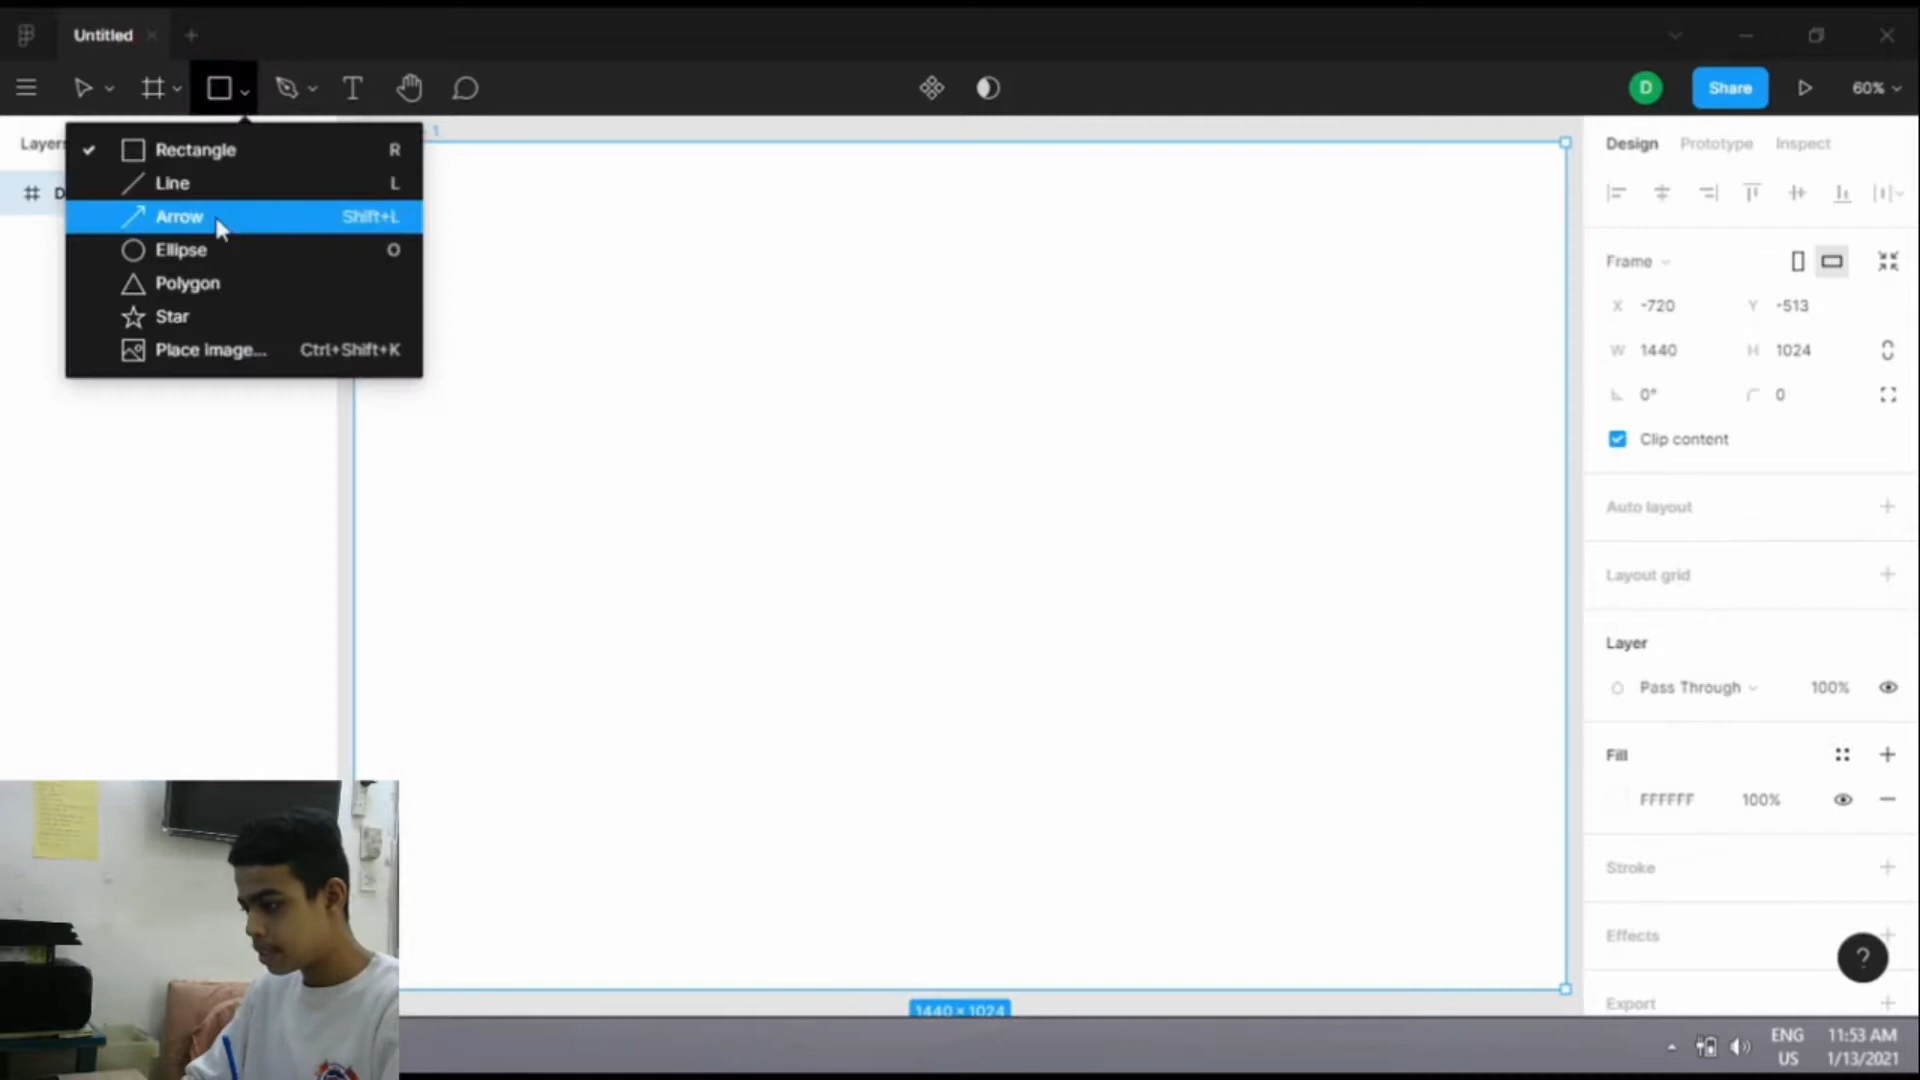 Untitled
Share
60%
Layers
1
Rectangle R
Line L
Arrow Shift+L
Ellipse O
Polygon
Star
Place image... Ctrl+Shift+K
D
D
Design Prototype Inspect
Frame
X -720 Y -513
W 1440 H 1024
0° 0
Clip content
Auto layout
Layout grid
Layer
Pass Through 100%
Fill
FFFFFF 100%
Stroke
Effects
?
Export
1440 × 1024
ENG 11:53 AM
US 1/13/2021